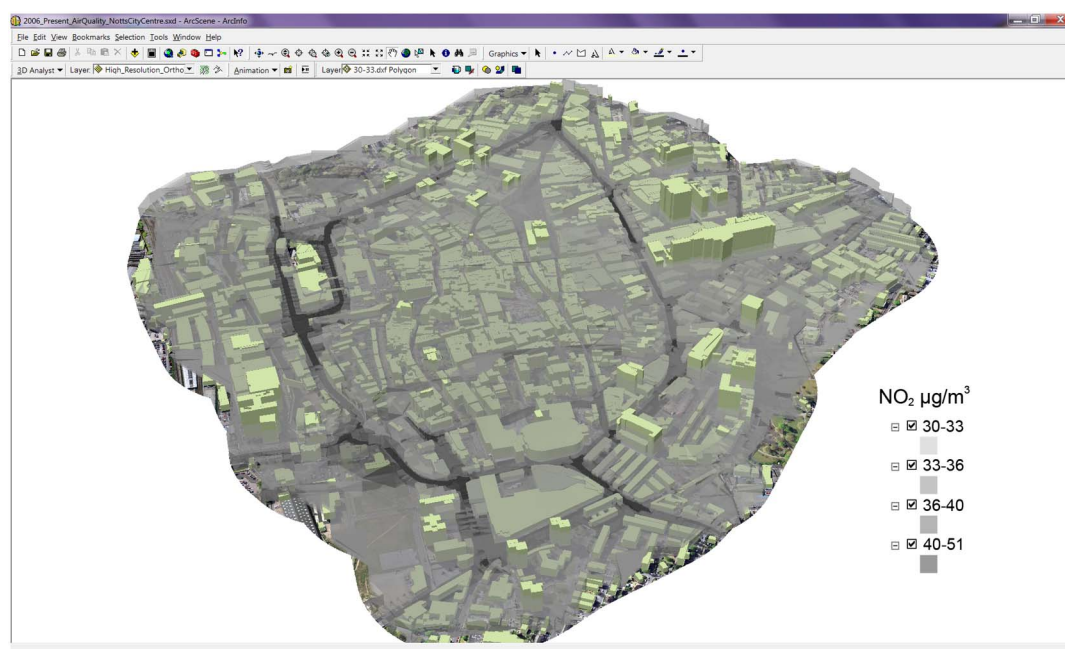 2006_Present_AirQuality_NottsCityCentre.sxd - ArcScene - ArcInfo
File Edit View Bookmarks Selection Tools Window Help
Graphics
3D Analyst Layer: High_Resolution_Ortho Animation Layer 30-33.dxf Polygon
NO₂ µg/m³
30-33
33-36
36-40
40-51